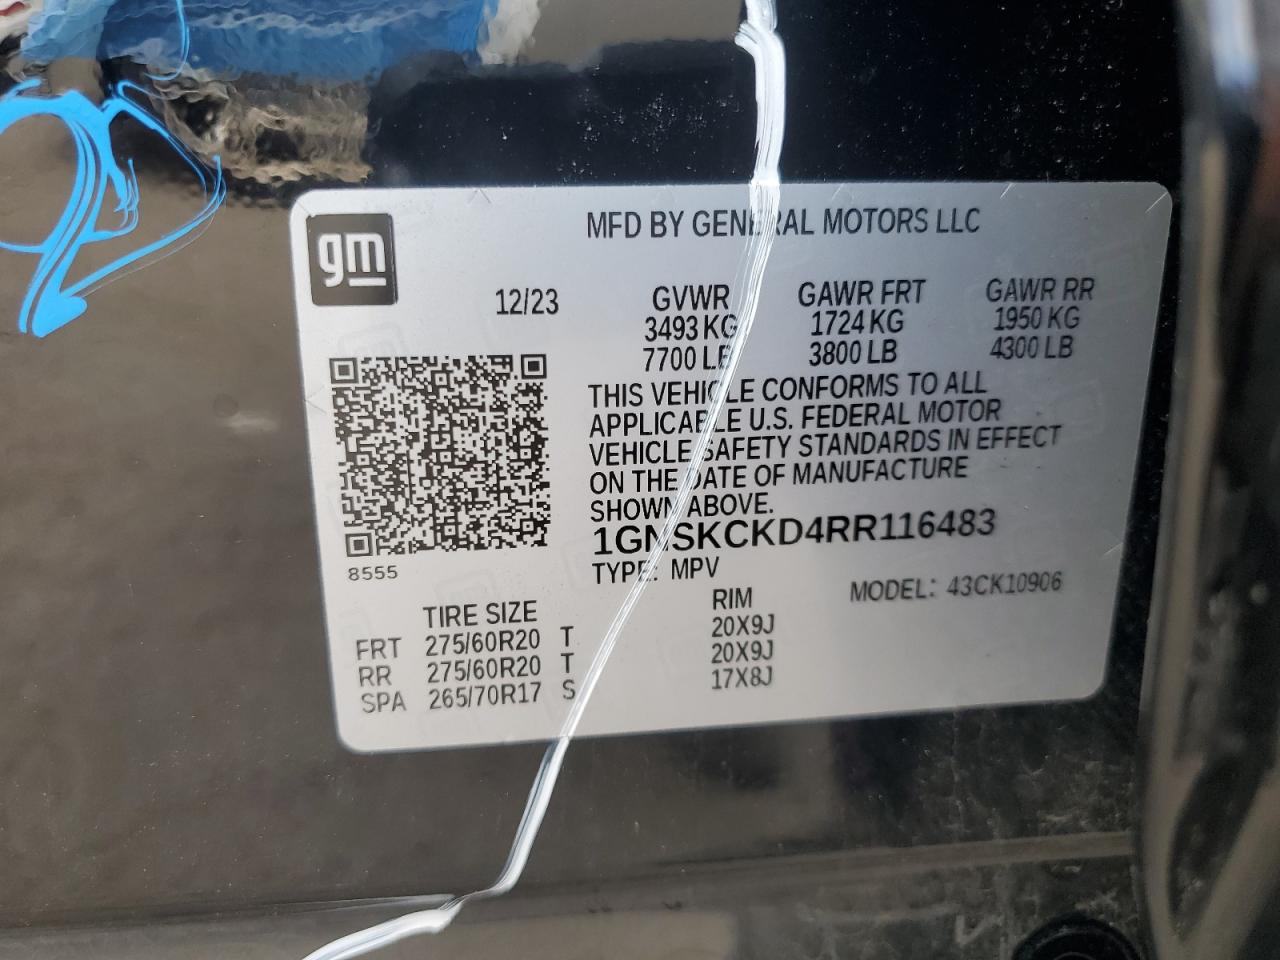 MFD BY GENERAL MOTORS LLC
gm
12/23 GVWR GAWR FRT GAWR RR
3493 KG 1724 KG 1950 KG
7700 LB 3800 LB 4300 LB
THIS VEHICLE CONFORMS TO ALL
APPLICABLE U.S. FEDERAL MOTOR
VEHICLE SAFETY STANDARDS IN EFFECT
ON THE DATE OF MANUFACTURE
SHOWN ABOVE.
1GNSKCKD4RR116483
8555
TYPE: MPV MODEL: 43CK10906
TIRE SIZE RIM
FRT 275/60R20 T 20X9J
RR 275/60R20 T 20X9J
SPA 265/70R17 S 17X8J